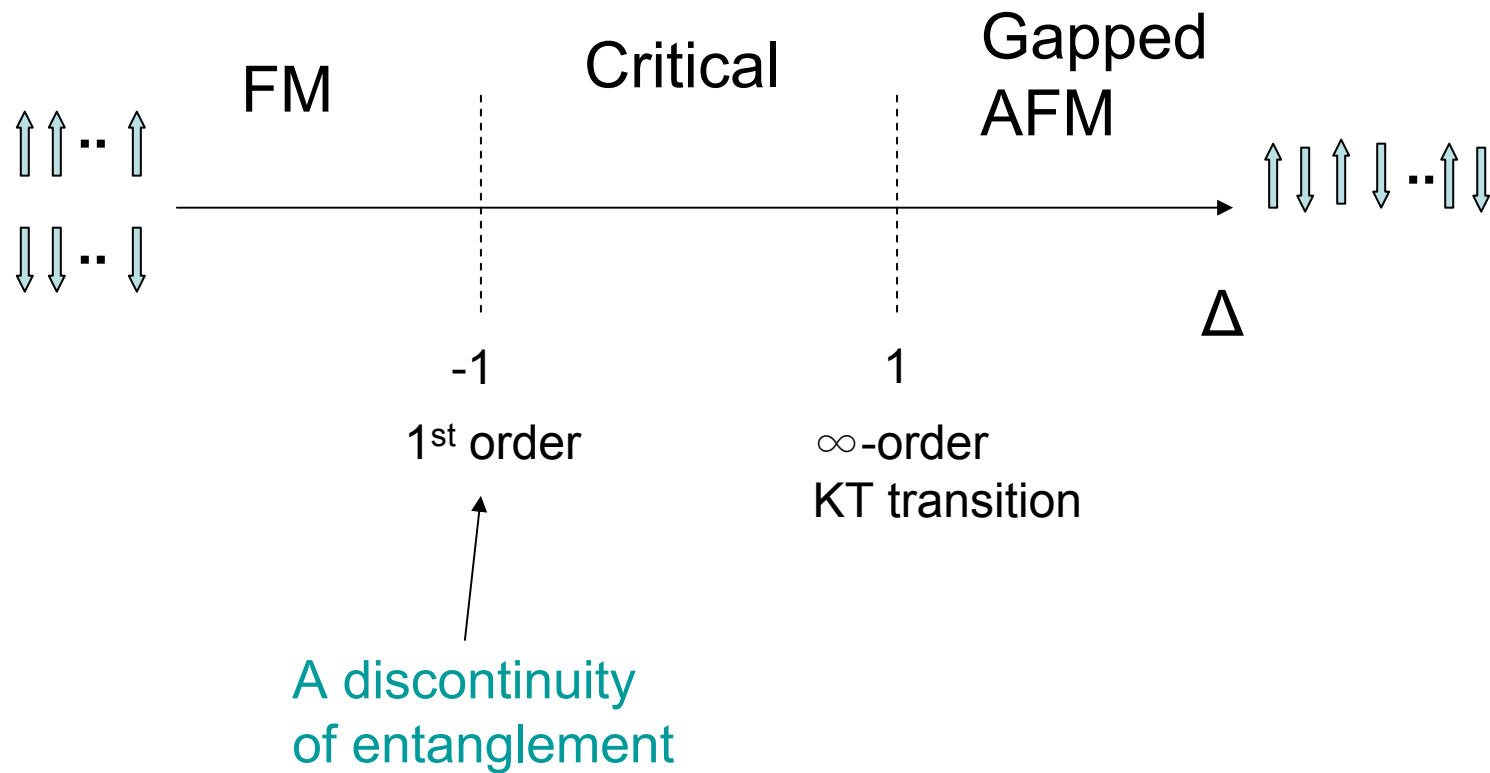 FM
Critical
Gapped
AFM
..
..
..
Δ
-1
1
1st order
∞-order
KT transition
A discontinuity
of entanglement